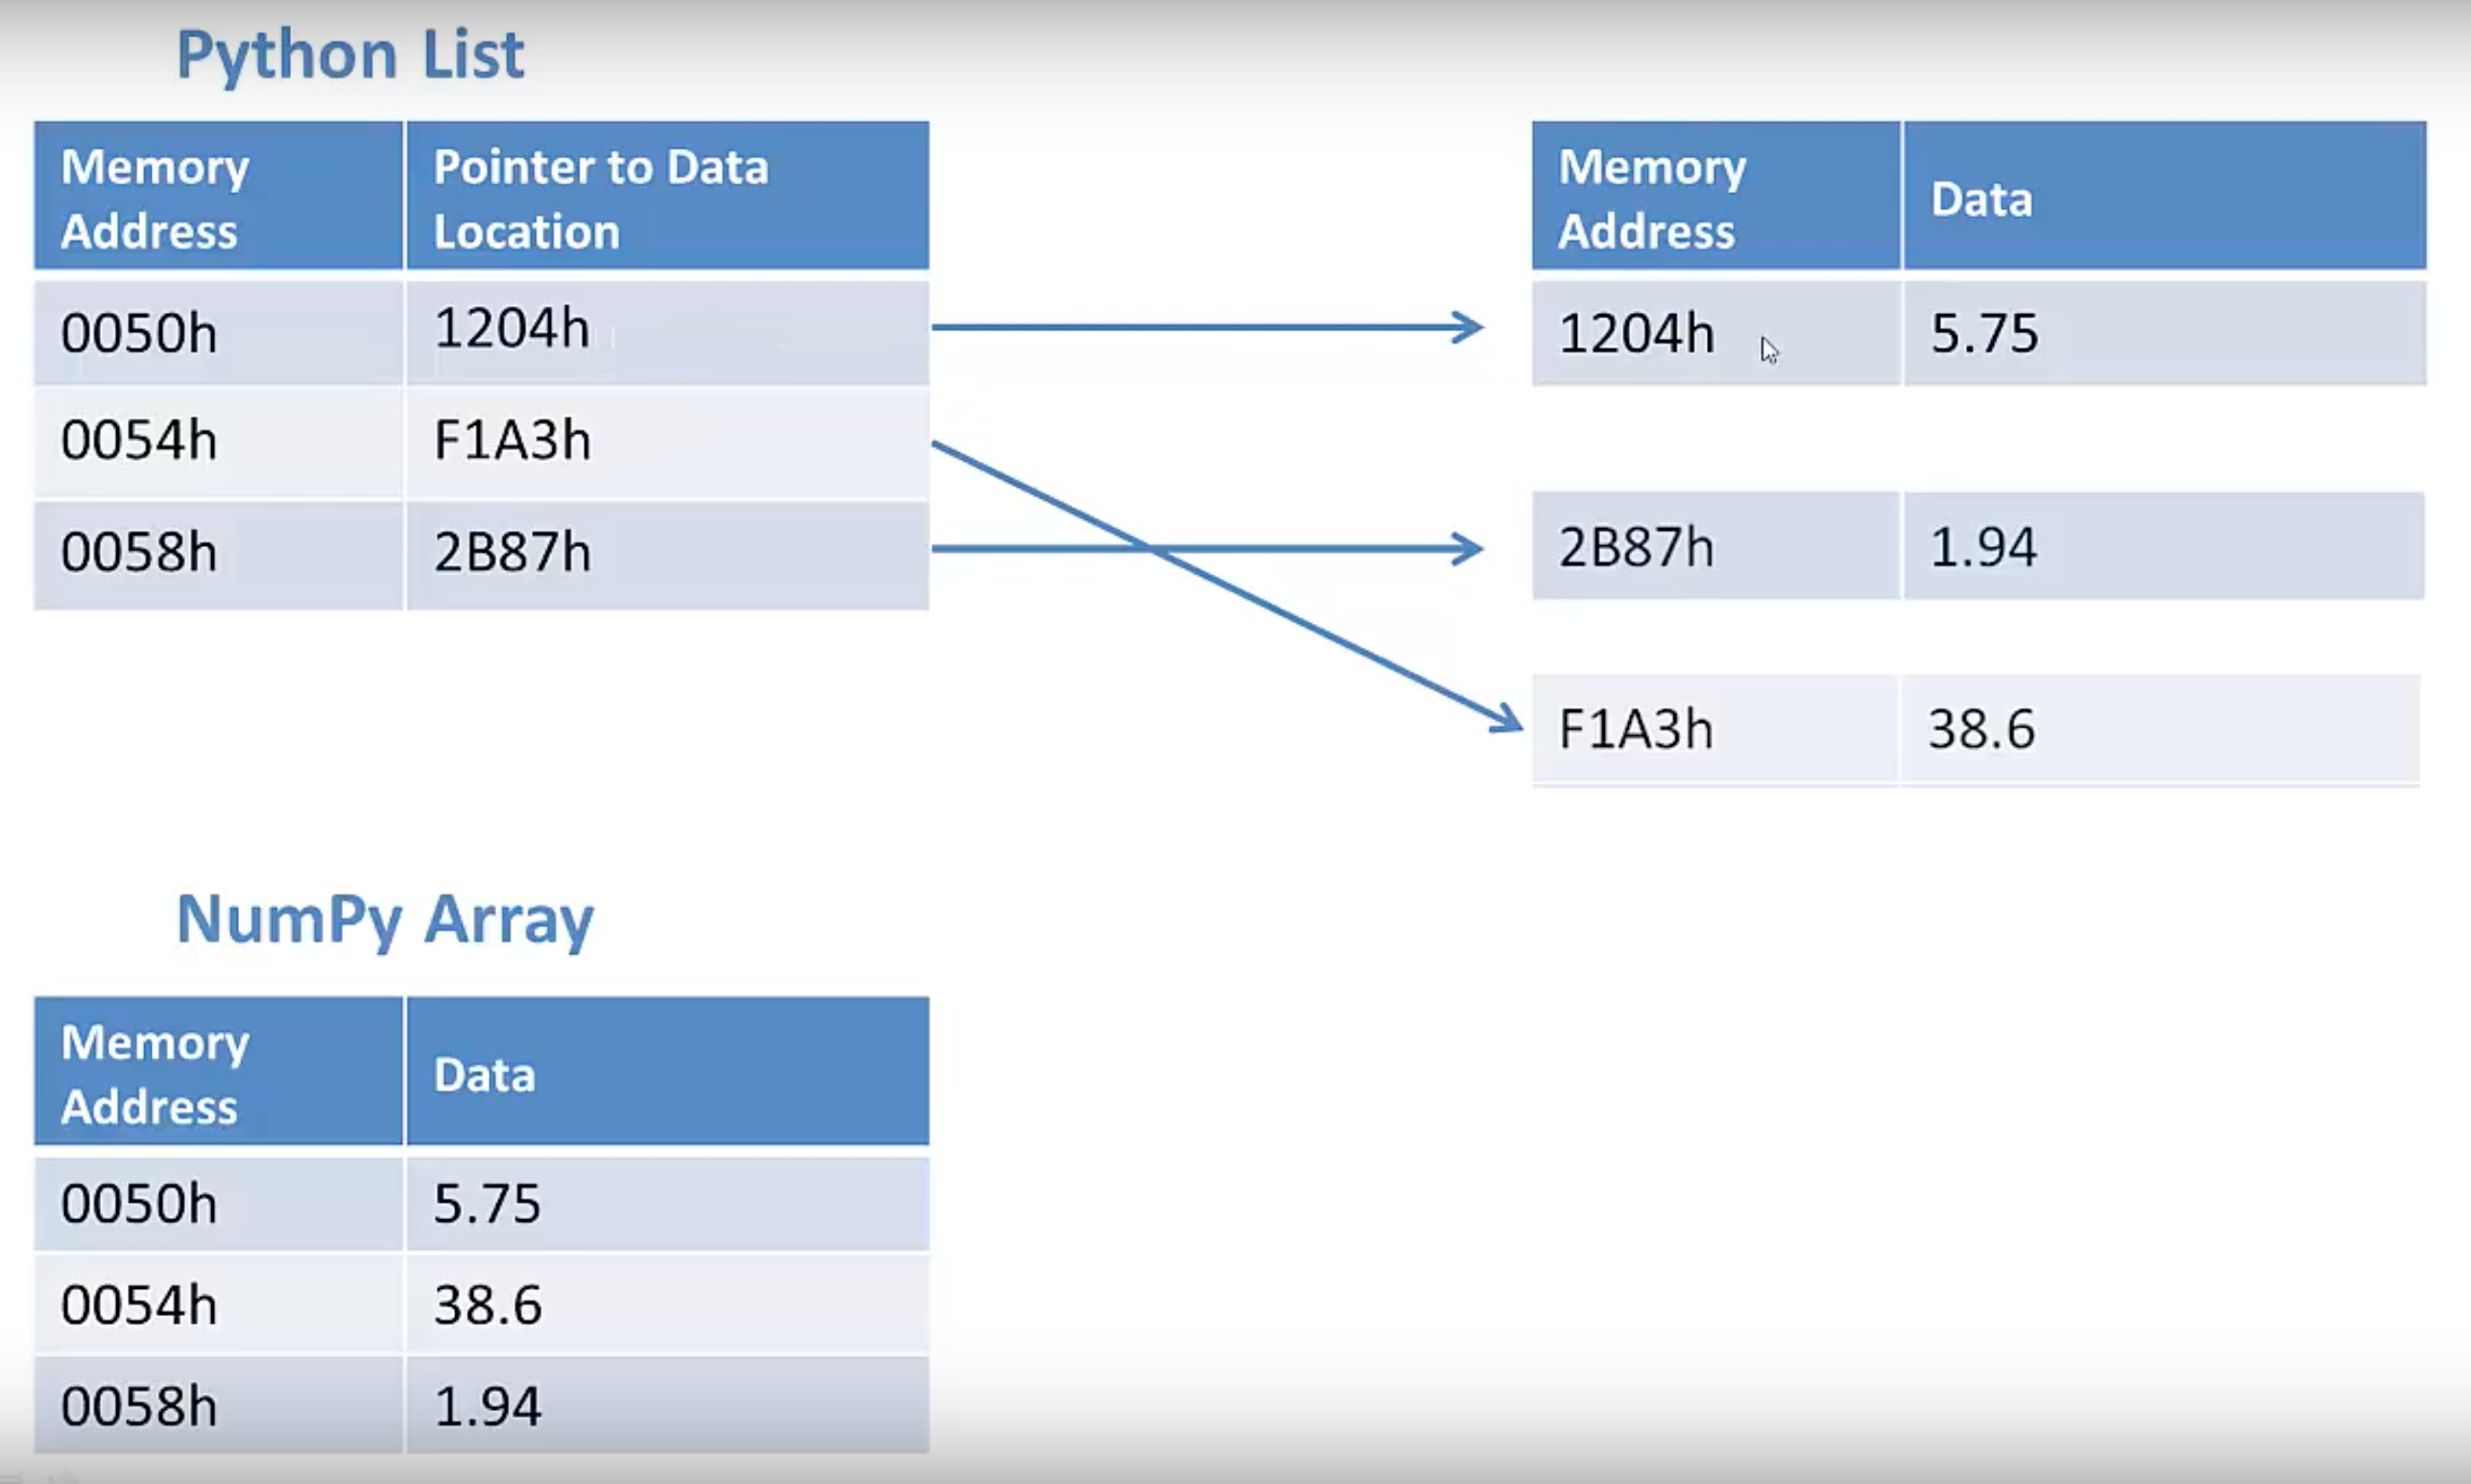 Python List
Memory Address
Pointer to Data Location
0050h 1204h
0054h F1A3h
0058h 2B87h
Memory Address
Data
1204h 5.75
2B87h 1.94
F1A3h 38.6
NumPy Array
Memory Address
Data
0050h 5.75
0054h 38.6
0058h 1.94